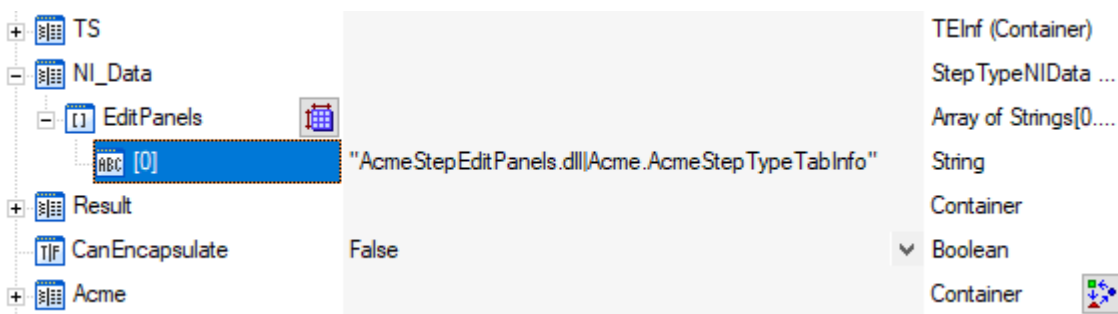 TS TEInf (Container)
NI_Data StepTypeNIData ...
[ ] EditPanels Array of Strings[0....
ABC [0] "AcmeStepEditPanels.dll|Acme.AcmeStepTypeTabInfo" String
Result Container
T|F CanEncapsulate False Boolean
Acme Container